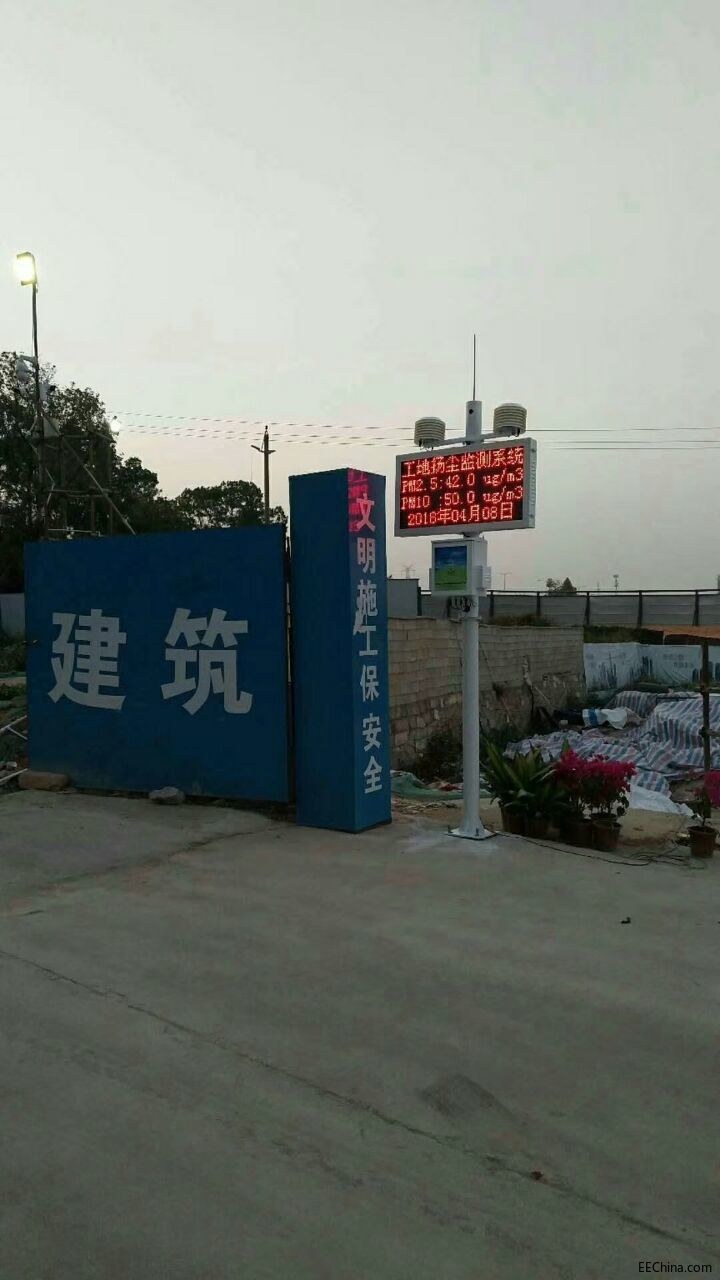 工地扬尘监测系统
PM2.5:42.0 ug/m3
PM10 :50.0 ug/m3
2018年04月08日
建筑
文明施工保安全
EEChina.com